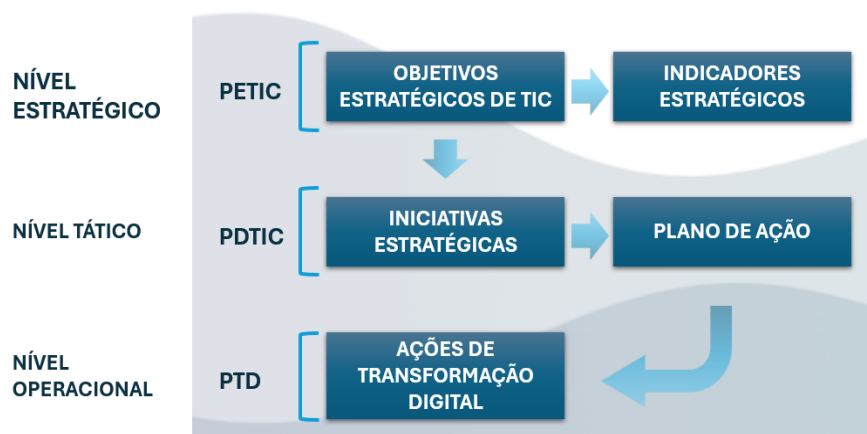 NÍVEL
ESTRATÉGICO
PETIC
OBJETIVOS
ESTRATÉGICOS DE TIC
INDICADORES
ESTRATÉGICOS
NÍVEL TÁTICO
PDTIC
INICIATIVAS
ESTRATÉGICAS
PLANO DE AÇÃO
NÍVEL
OPERACIONAL
PTD
AÇÕES DE
TRANSFORMAÇÃO
DIGITAL